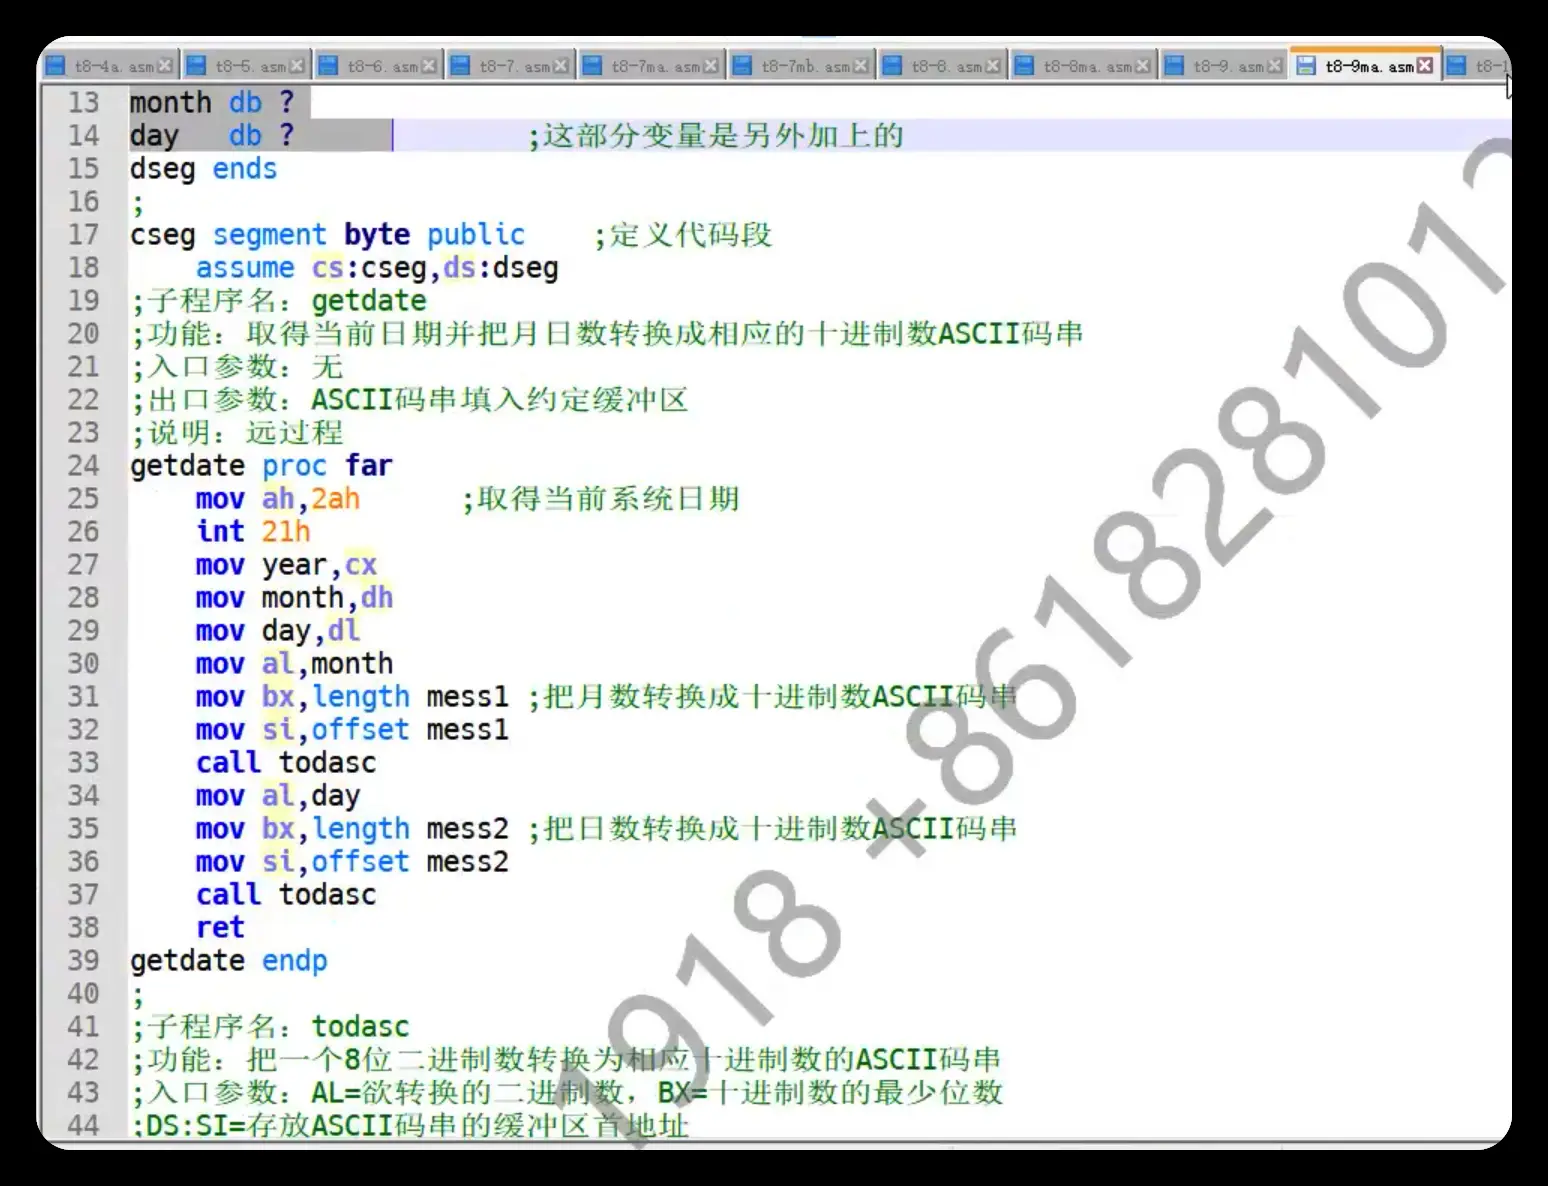 t8-4a. asm t8-5. asm t8-6. asm t8-7. asm t8-7ma. asm t8-7mb. asm t8-8. asm t8-8ma. asm t8-9. asm t8-9ma. asm t8-1
13 month db ?
14 day db ? ;这部分变量是另外加上的
15 dseg ends
16 ;
17 cseg segment byte public ;定义代码段
18 assume cs:cseg,ds:dseg
19 ;子程序名：getdate
20 ;功能：取得当前日期并把月日数转换成相应的十进制数ASCII码串
21 ;入口参数：无
22 ;出口参数：ASCII码串填入约定缓冲区
23 ;说明：远过程
24 getdate proc far
25 mov ah,2ah ;取得当前系统日期
26 int 21h
27 mov year,cx
28 mov month,dh
29 mov day,dl
30 mov al,month
31 mov bx,length mess1 ;把月数转换成十进制数ASCII码串
32 mov si,offset mess1
33 call todasc
34 mov al,day
35 mov bx,length mess2 ;把日数转换成十进制数ASCII码串
36 mov si,offset mess2
37 call todasc
38 ret
39 getdate endp
40 ;
41 ;子程序名：todasc
42 ;功能：把一个8位二进制数转换为相应十进制数的ASCII码串
43 ;入口参数：AL=欲转换的二进制数，BX=十进制数的最少位数
44 ;DS:SI=存放ASCII码串的缓冲区首地址
1918 +861828101